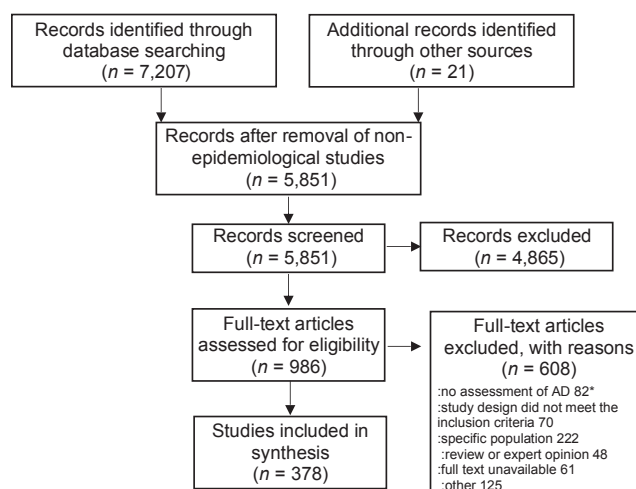 Records identified through
database searching
(n = 7,207)
Additional records identified
through other sources
(n = 21)
Records after removal of non-
epidemiological studies
(n = 5,851)
Records screened
(n = 5,851)
Records excluded
(n = 4,865)
Full-text articles
assessed for eligibility
(n = 986)
Full-text articles
excluded, with reasons
(n = 608)
:no assessment of AD 82*
:study design did not meet the
inclusion criteria 70
:specific population 222
:review or expert opinion 48
:full text unavailable 61
:other 125
Studies included in
synthesis
(n = 378)